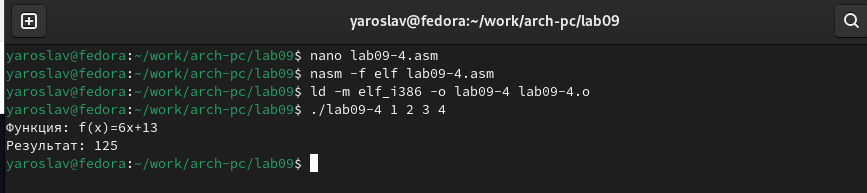 yaroslav@fedora:~/work/arch-pc/lab09
yaroslav@fedora:~/work/arch-pc/lab09$ nano lab09-4.asm
yaroslav@fedora:~/work/arch-pc/lab09$ nasm -f elf lab09-4.asm
yaroslav@fedora:~/work/arch-pc/lab09$ ld -m elf_i386 -o lab09-4 lab09-4.o
yaroslav@fedora:~/work/arch-pc/lab09$ ./lab09-4 1 2 3 4
Функция: f(x)=6x+13
Результат: 125
yaroslav@fedora:~/work/arch-pc/lab09$